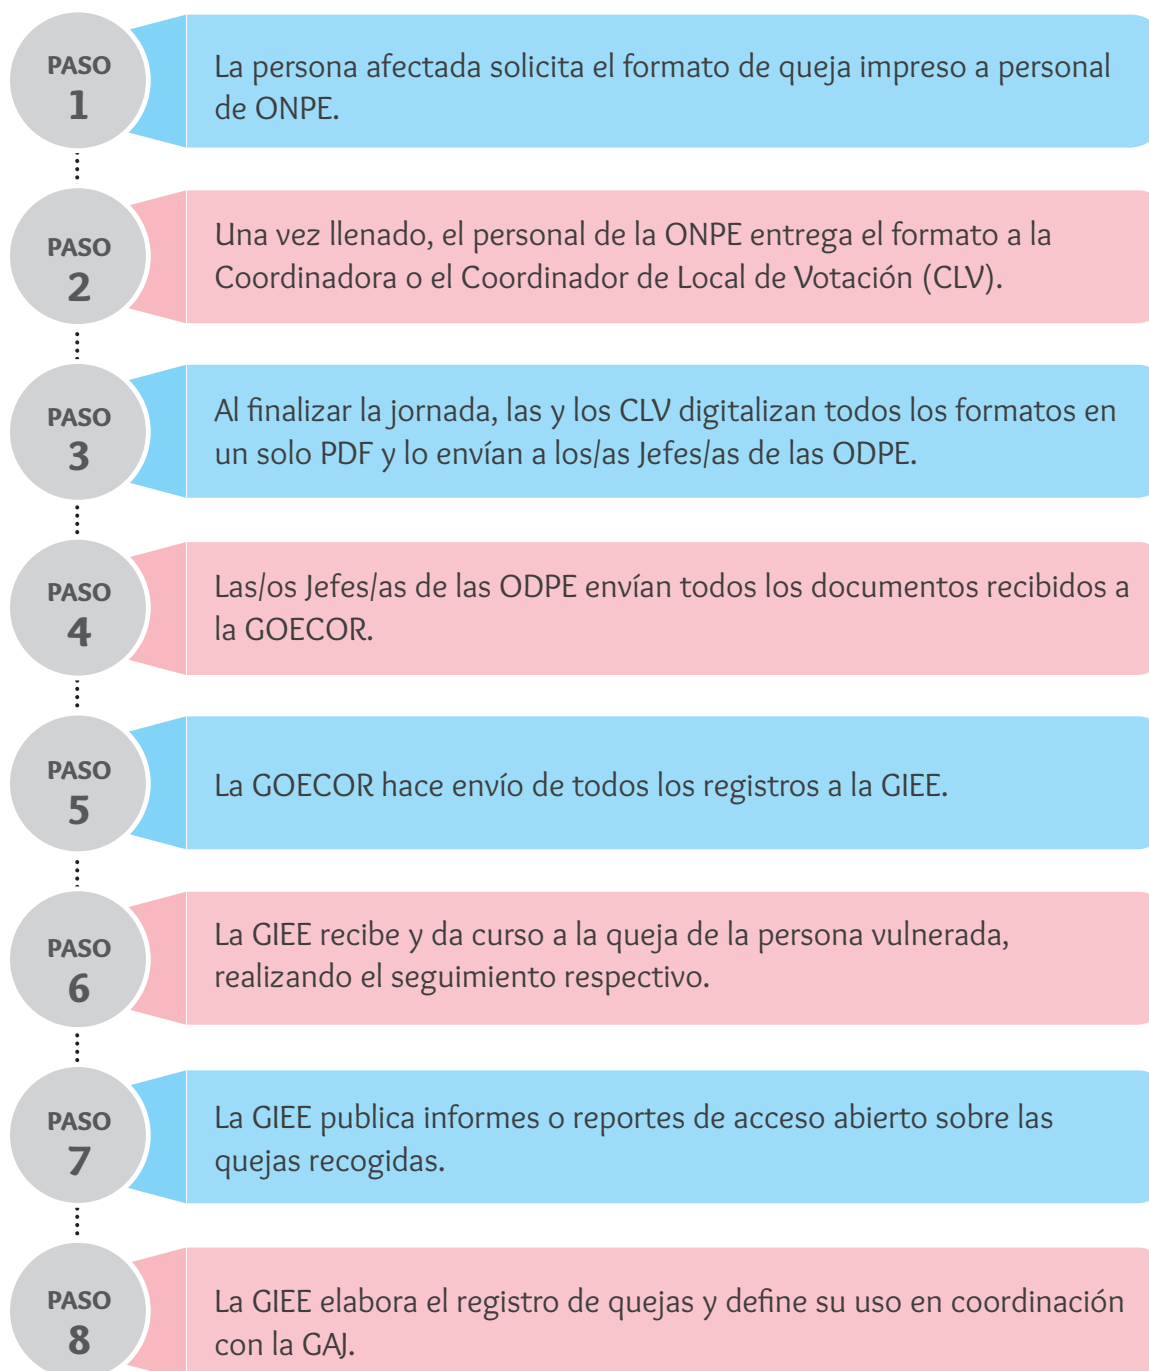 PASO
1
La persona afectada solicita el formato de queja impreso a personal
de ONPE.
PASO
2
Una vez llenado, el personal de la ONPE entrega el formato a la
Coordinadora o el Coordinador de Local de Votación (CLV).
PASO
3
Al finalizar la jornada, las y los CLV digitalizan todos los formatos en
un solo PDF y lo envían a los/as Jefes/as de las ODPE.
PASO
4
Las/os Jefes/as de las ODPE envían todos los documentos recibidos a
la GOECOR.
PASO
5
La GOECOR hace envío de todos los registros a la GIEE.
PASO
6
La GIEE recibe y da curso a la queja de la persona vulnerada,
realizando el seguimiento respectivo.
PASO
7
La GIEE publica informes o reportes de acceso abierto sobre las
quejas recogidas.
PASO
8
La GIEE elabora el registro de quejas y define su uso en coordinación
con la GAJ.